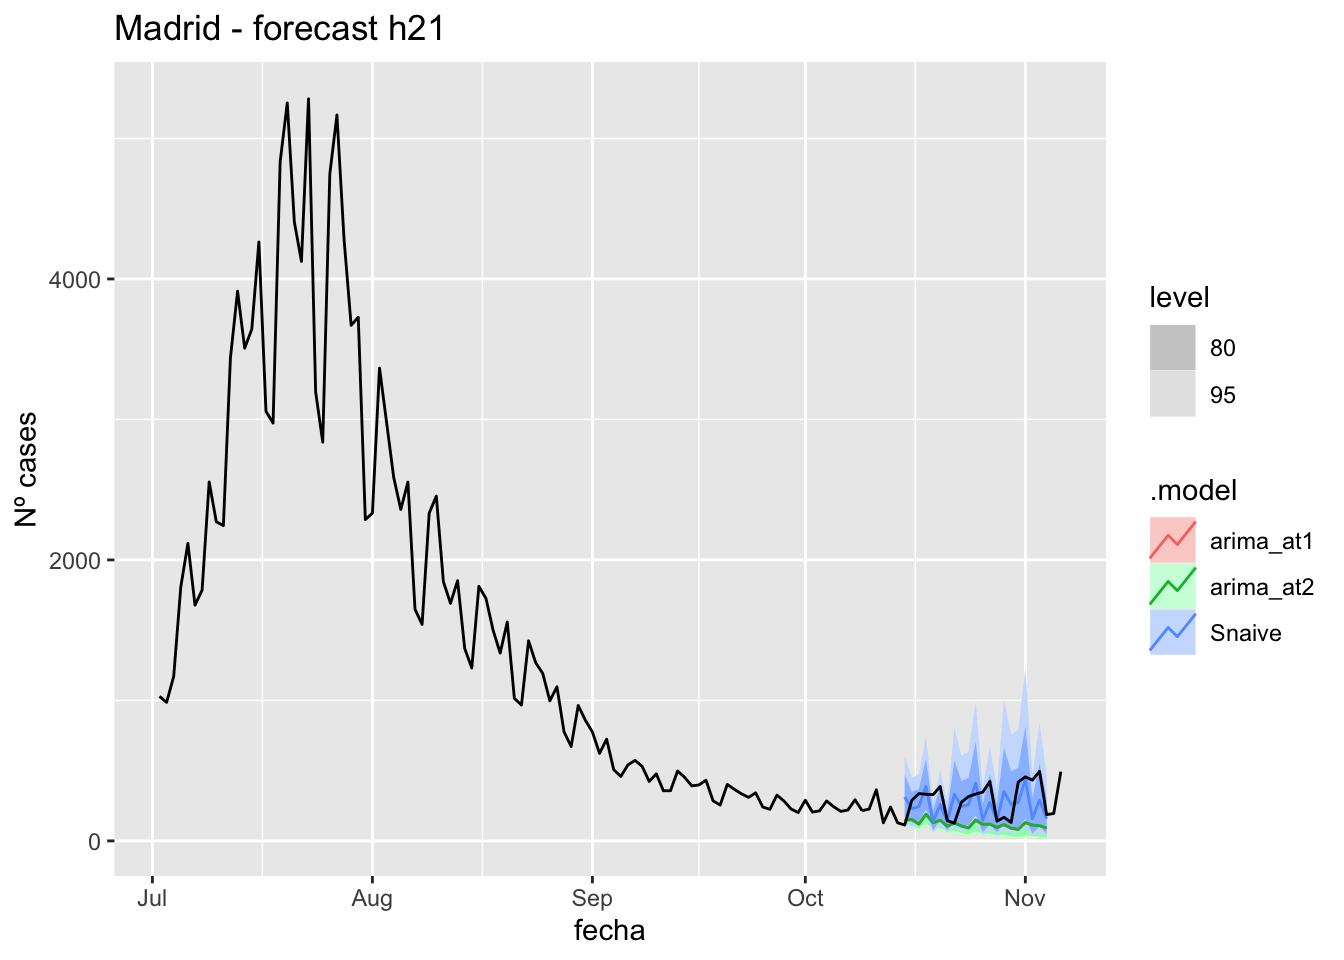 Madrid - forecast h21
Nº cases
4000
2000
0
Jul
Aug
Sep
Oct
Nov
fecha
level
80
95
.model
arima_at1
arima_at2
Snaive